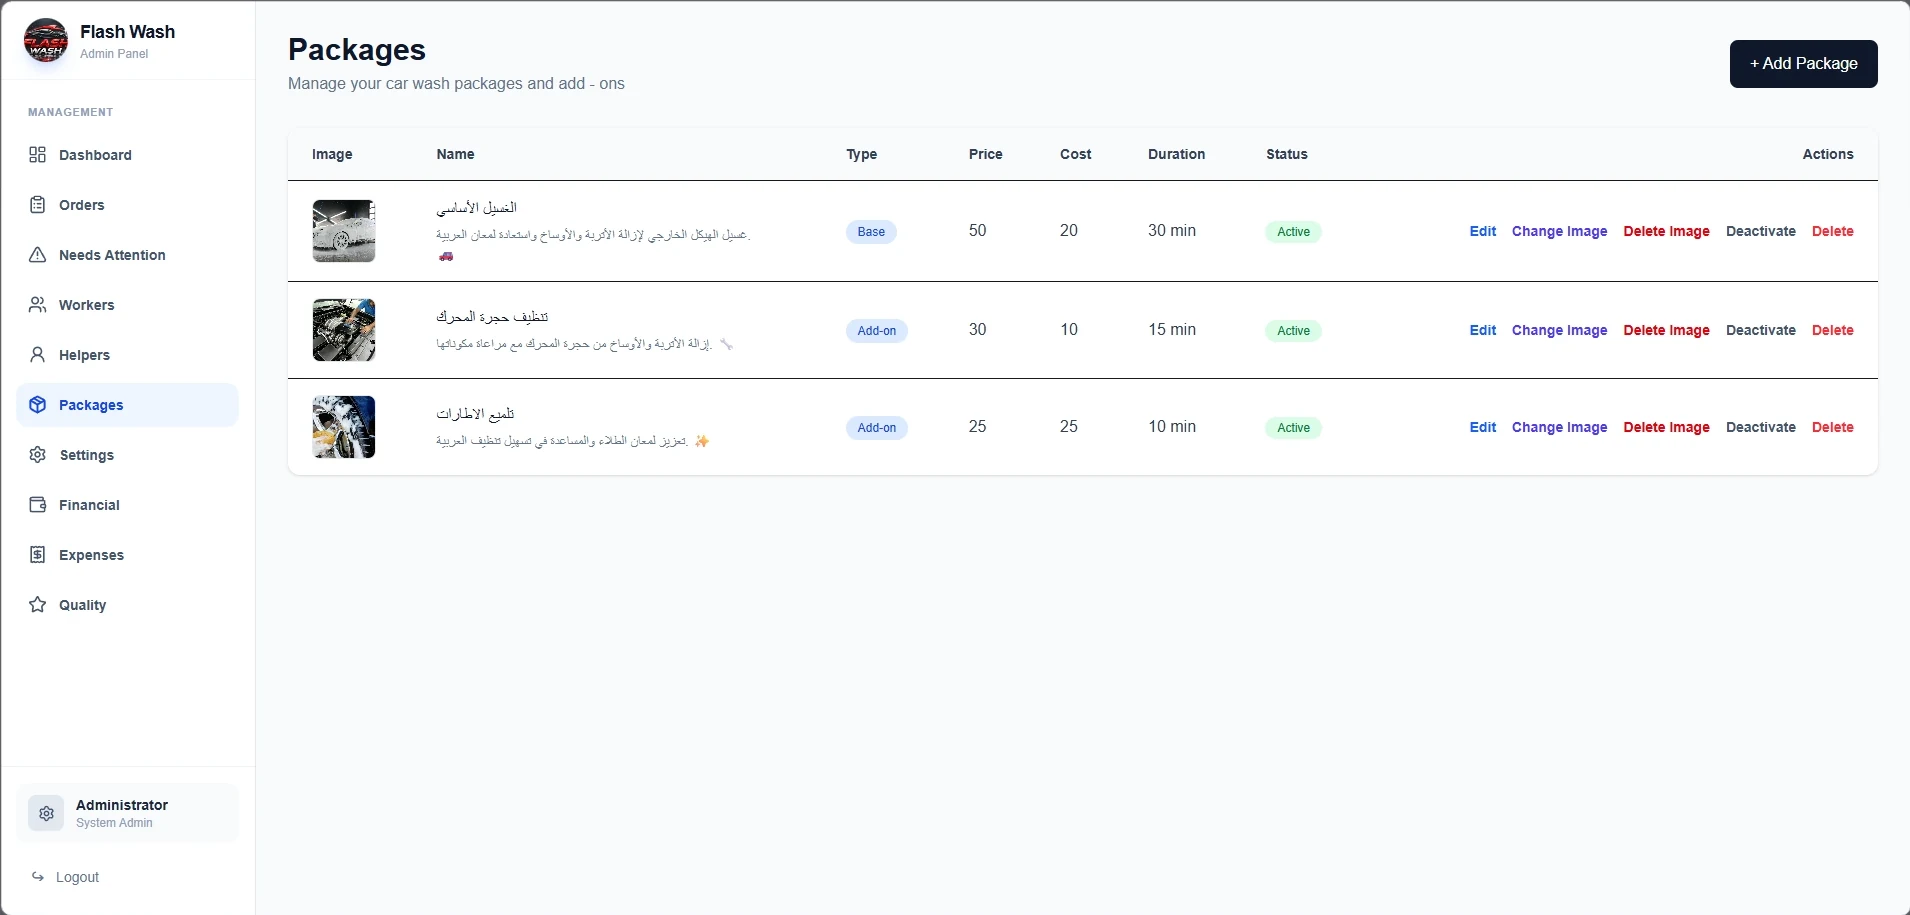 FLASH
WASH
Flash Wash
Admin Panel
MANAGEMENT
Dashboard
Orders
Needs Attention
Workers
Helpers
Packages
Settings
Financial
Expenses
Quality
Administrator
System Admin
Logout
Packages
Manage your car wash packages and add - ons
+ Add Package
Image Name Type Price Cost Duration Status Actions
الغسيل الأساسي
غسيل الهيكل الخارجي لإزالة الأتربة والأوساخ واستعادة لمعان العربية.
🚙
Base 50 20 30 min Active Edit Change Image Delete Image Deactivate Delete
تنظيف حجرة المحرك
إزالة الأتربة والأوساخ من حجرة المحرك مع مراعاة مكوناتها. 🔧
Add-on 30 10 15 min Active Edit Change Image Delete Image Deactivate Delete
تلميع الاطارات
تعزيز لمعان الطلاء والمساعدة في تسهيل تنظيف العربية. ✨
Add-on 25 25 10 min Active Edit Change Image Delete Image Deactivate Delete